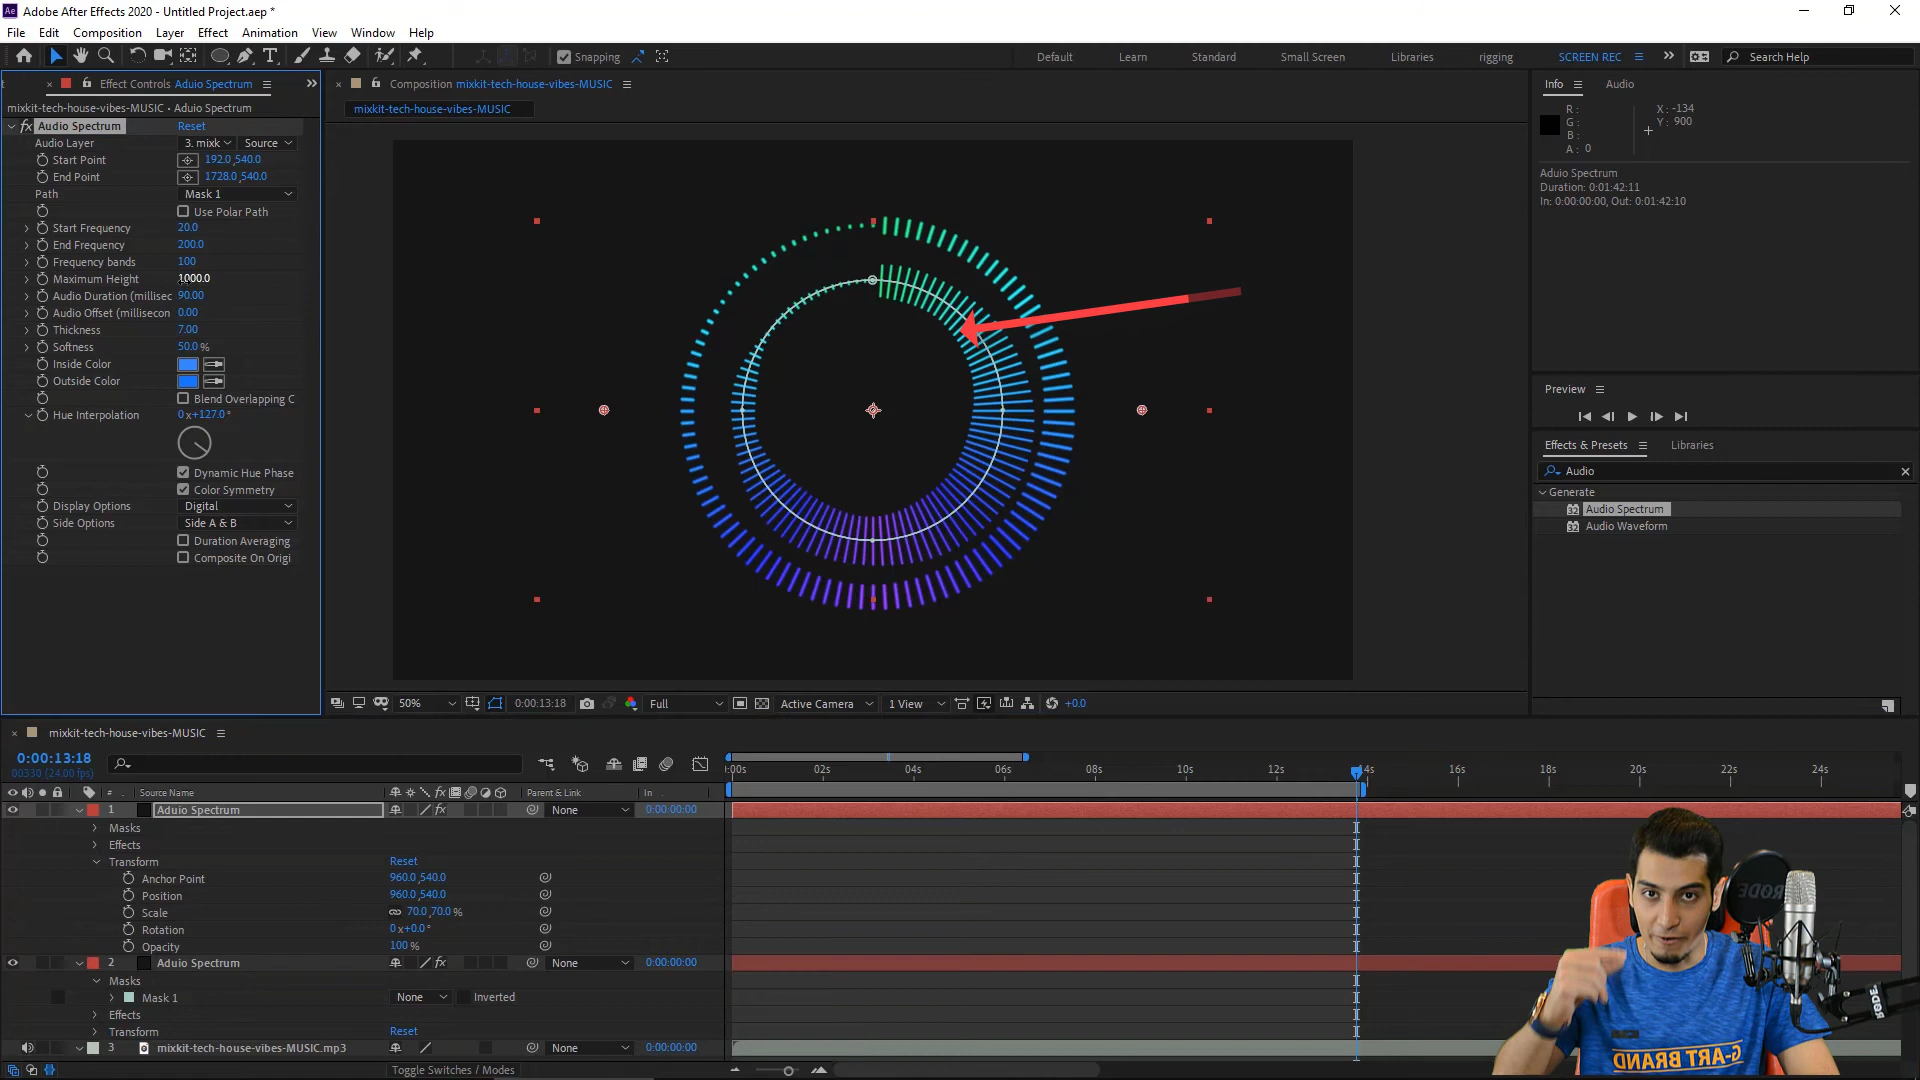 Ae Adobe After Effects 2020 - Untitled Project.aep *
File Edit Composition Layer Effect Animation View Window Help
Snapping Default Learn Standard Small Screen Libraries rigging SCREEN REC Search Help
Effect Controls Aduio Spectrum
mixkit-tech-house-vibes-MUSIC • Aduio Spectrum
fx Audio Spectrum Reset
Audio Layer 3. mixk Source
Start Point 192.0,540.0
End Point 1728.0,540.0
Path Mask 1
Use Polar Path
Start Frequency 20.0
End Frequency 200.0
Frequency bands 100
Maximum Height 1000.0
Audio Duration (millisec 90.00
Audio Offset (millisecon 0.00
Thickness 7.00
Softness 50.0 %
Inside Color
Outside Color
Blend Overlapping C
Hue Interpolation 0 x+127.0 °
Dynamic Hue Phase
Color Symmetry
Display Options Digital
Side Options Side A & B
Duration Averaging
Composite On Origi
Composition mixkit-tech-house-vibes-MUSIC
mixkit-tech-house-vibes-MUSIC
50% 0:00:13:18 Full Active Camera 1 View +0.0
Info Audio
R :
G :
B :
A : 0
X : -134
Y : 900
Aduio Spectrum
Duration: 0:01:42:11
In: 0:00:00:00, Out: 0:01:42:10
Preview
Effects & Presets Libraries
Audio
Generate
32 Audio Spectrum
32 Audio Waveform
mixkit-tech-house-vibes-MUSIC
0:00:13:18
00330 (24.00 fps)
:00s 02s 04s 06s 08s 10s 12s 14s 16s 18s 20s 22s 24s
# Source Name fx Parent & Link In
1 Aduio Spectrum None 0:00:00:00
Masks
Effects
Transform Reset
Anchor Point 960.0,540.0
Position 960.0,540.0
Scale 70.0,70.0 %
Rotation 0 x+0.0 °
Opacity 100 %
2 Aduio Spectrum fx None 0:00:00:00
Masks
Mask 1 None Inverted
Effects
Transform Reset
3 mixkit-tech-house-vibes-MUSIC.mp3 None 0:00:00:00
Toggle Switches / Modes
RODE
RODE
G-ART BRAND